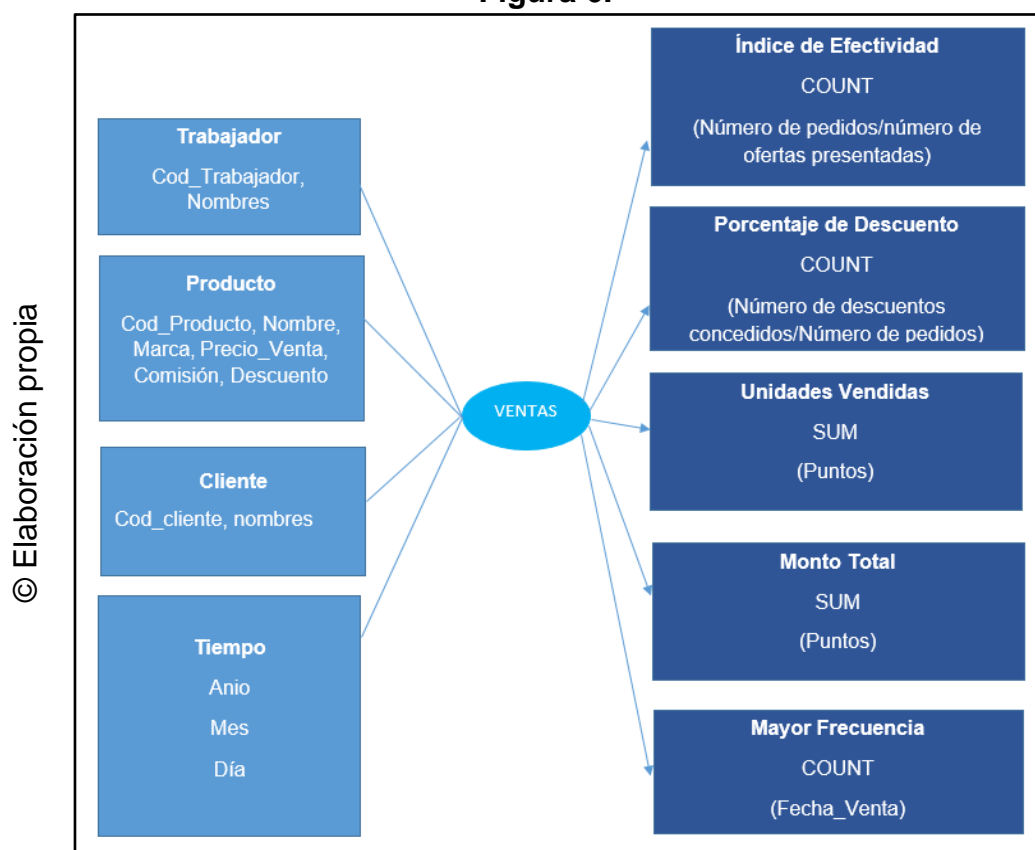 Trabajador
Cod_Trabajador,
Nombres
Producto
Cod_Producto, Nombre,
Marca, Precio_Venta,
Comisión, Descuento
Cliente
Cod_cliente, nombres
Tiempo
Anio
Mes
Día
VENTAS
Índice de Efectividad
COUNT
(Número de pedidos/número de
ofertas presentadas)
Porcentaje de Descuento
COUNT
(Número de descuentos
concedidos/Número de pedidos)
Unidades Vendidas
SUM
(Puntos)
Monto Total
SUM
(Puntos)
Mayor Frecuencia
COUNT
(Fecha_Venta)
© Elaboración propia